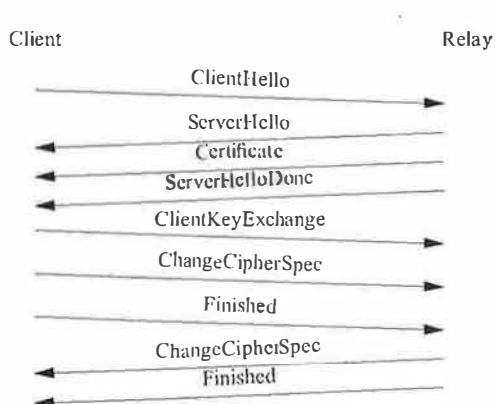 Client Relay
ClientHello
ServerHello
Certificate
ServerHelloDone
ClientKeyExchange
ChangeCipherSpec
Finished
ChangeCipherSpec
Finished